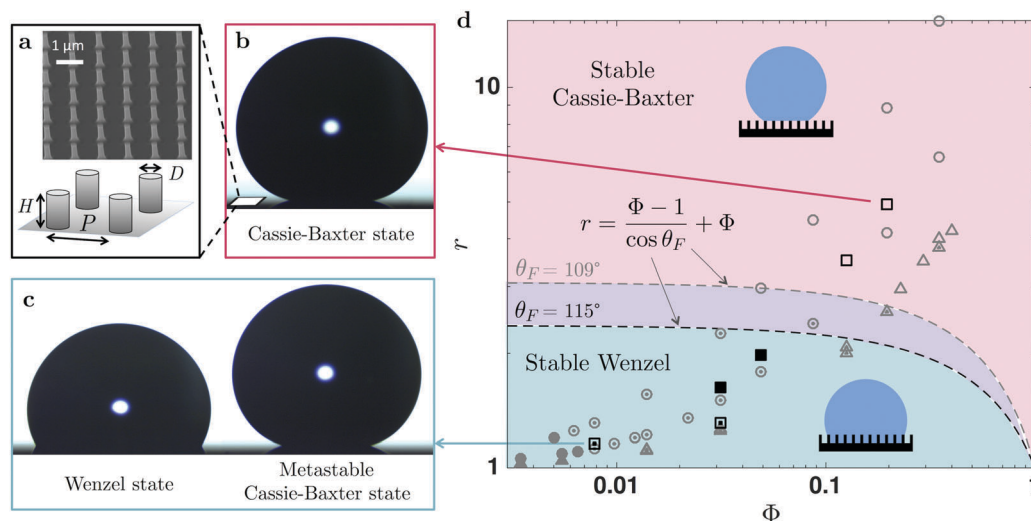 a
1 µm
D
H
P
b
Cassie-Baxter state
c
Wenzel state
Metastable
Cassie-Baxter state
d
Stable
Cassie-Baxter
10
r
r = (Φ − 1)/(cos θ_F) + Φ
θ_F = 109°
θ_F = 115°
Stable Wenzel
1
0.01
0.1
1
Φ